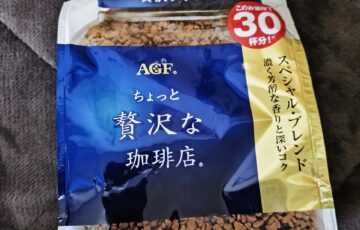 このお値段で
30
杯分!
AGF®
ちょっと
贅沢な
珈琲店®
スペシャル・ブレンド
濃く芳醇な香りと深いコク